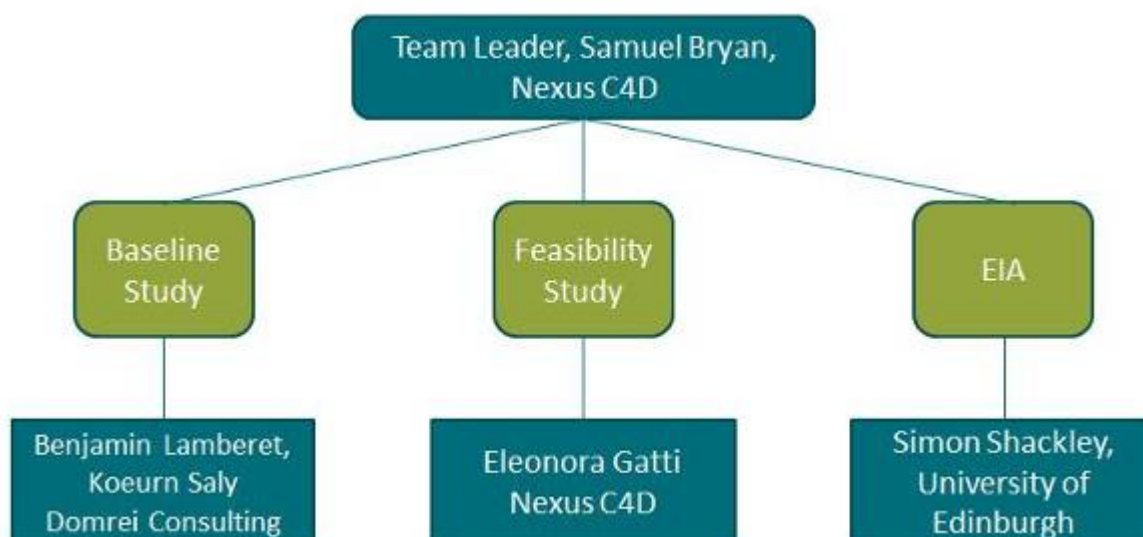 Team Leader, Samuel Bryan,
Nexus C4D
Baseline
Study
Feasibility
Study
EIA
Benjamin Lamberet,
Koeurn Saly
Domrei Consulting
Eleonora Gatti
Nexus C4D
Simon Shackley,
University of
Edinburgh